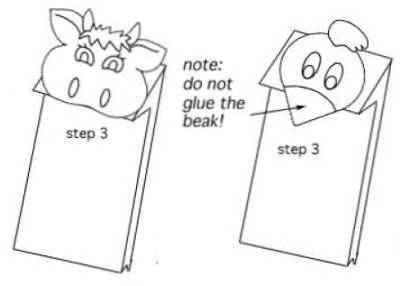 note:
do not
glue the
beak!
step 3
step 3